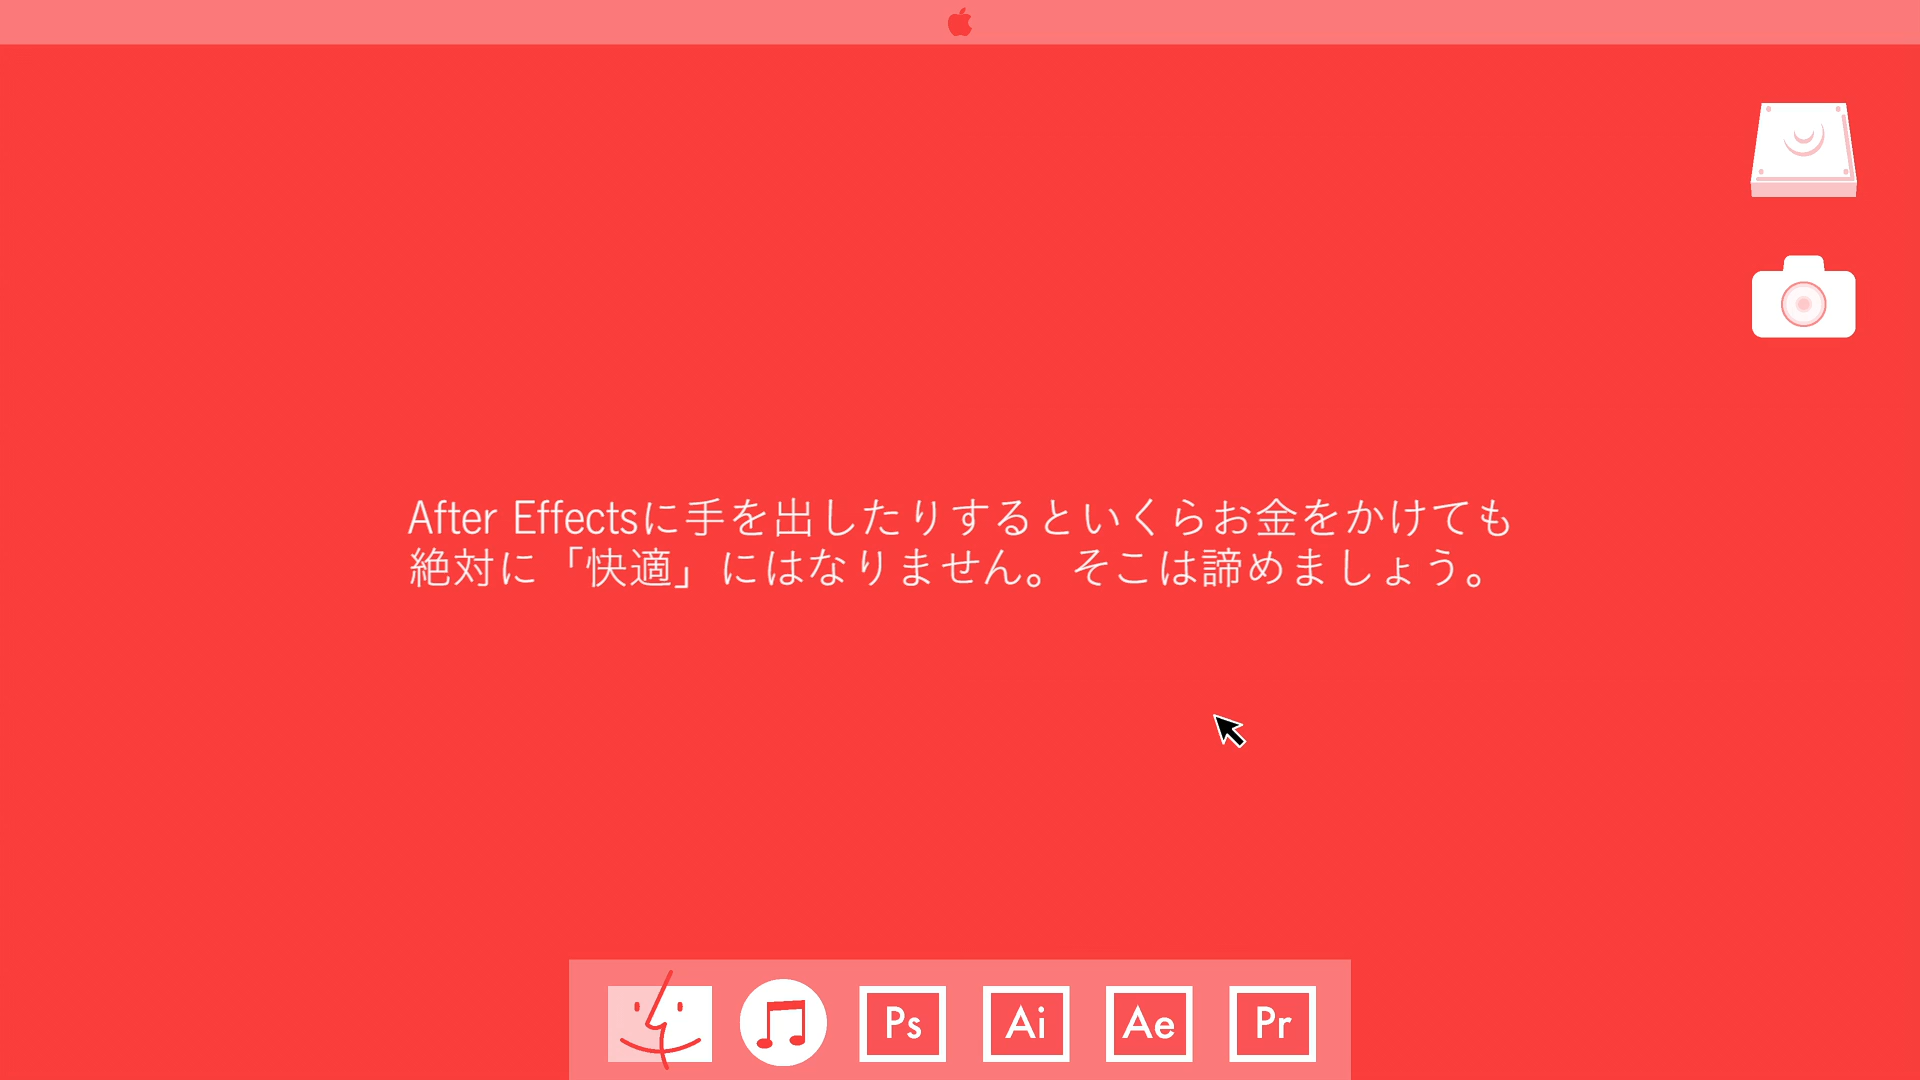 After Effectsに手を出したりするといくらお金をかけても
絶対に「快適」にはなりません。そこは諦めましょう。
Ps
Ai
Ae
Pr